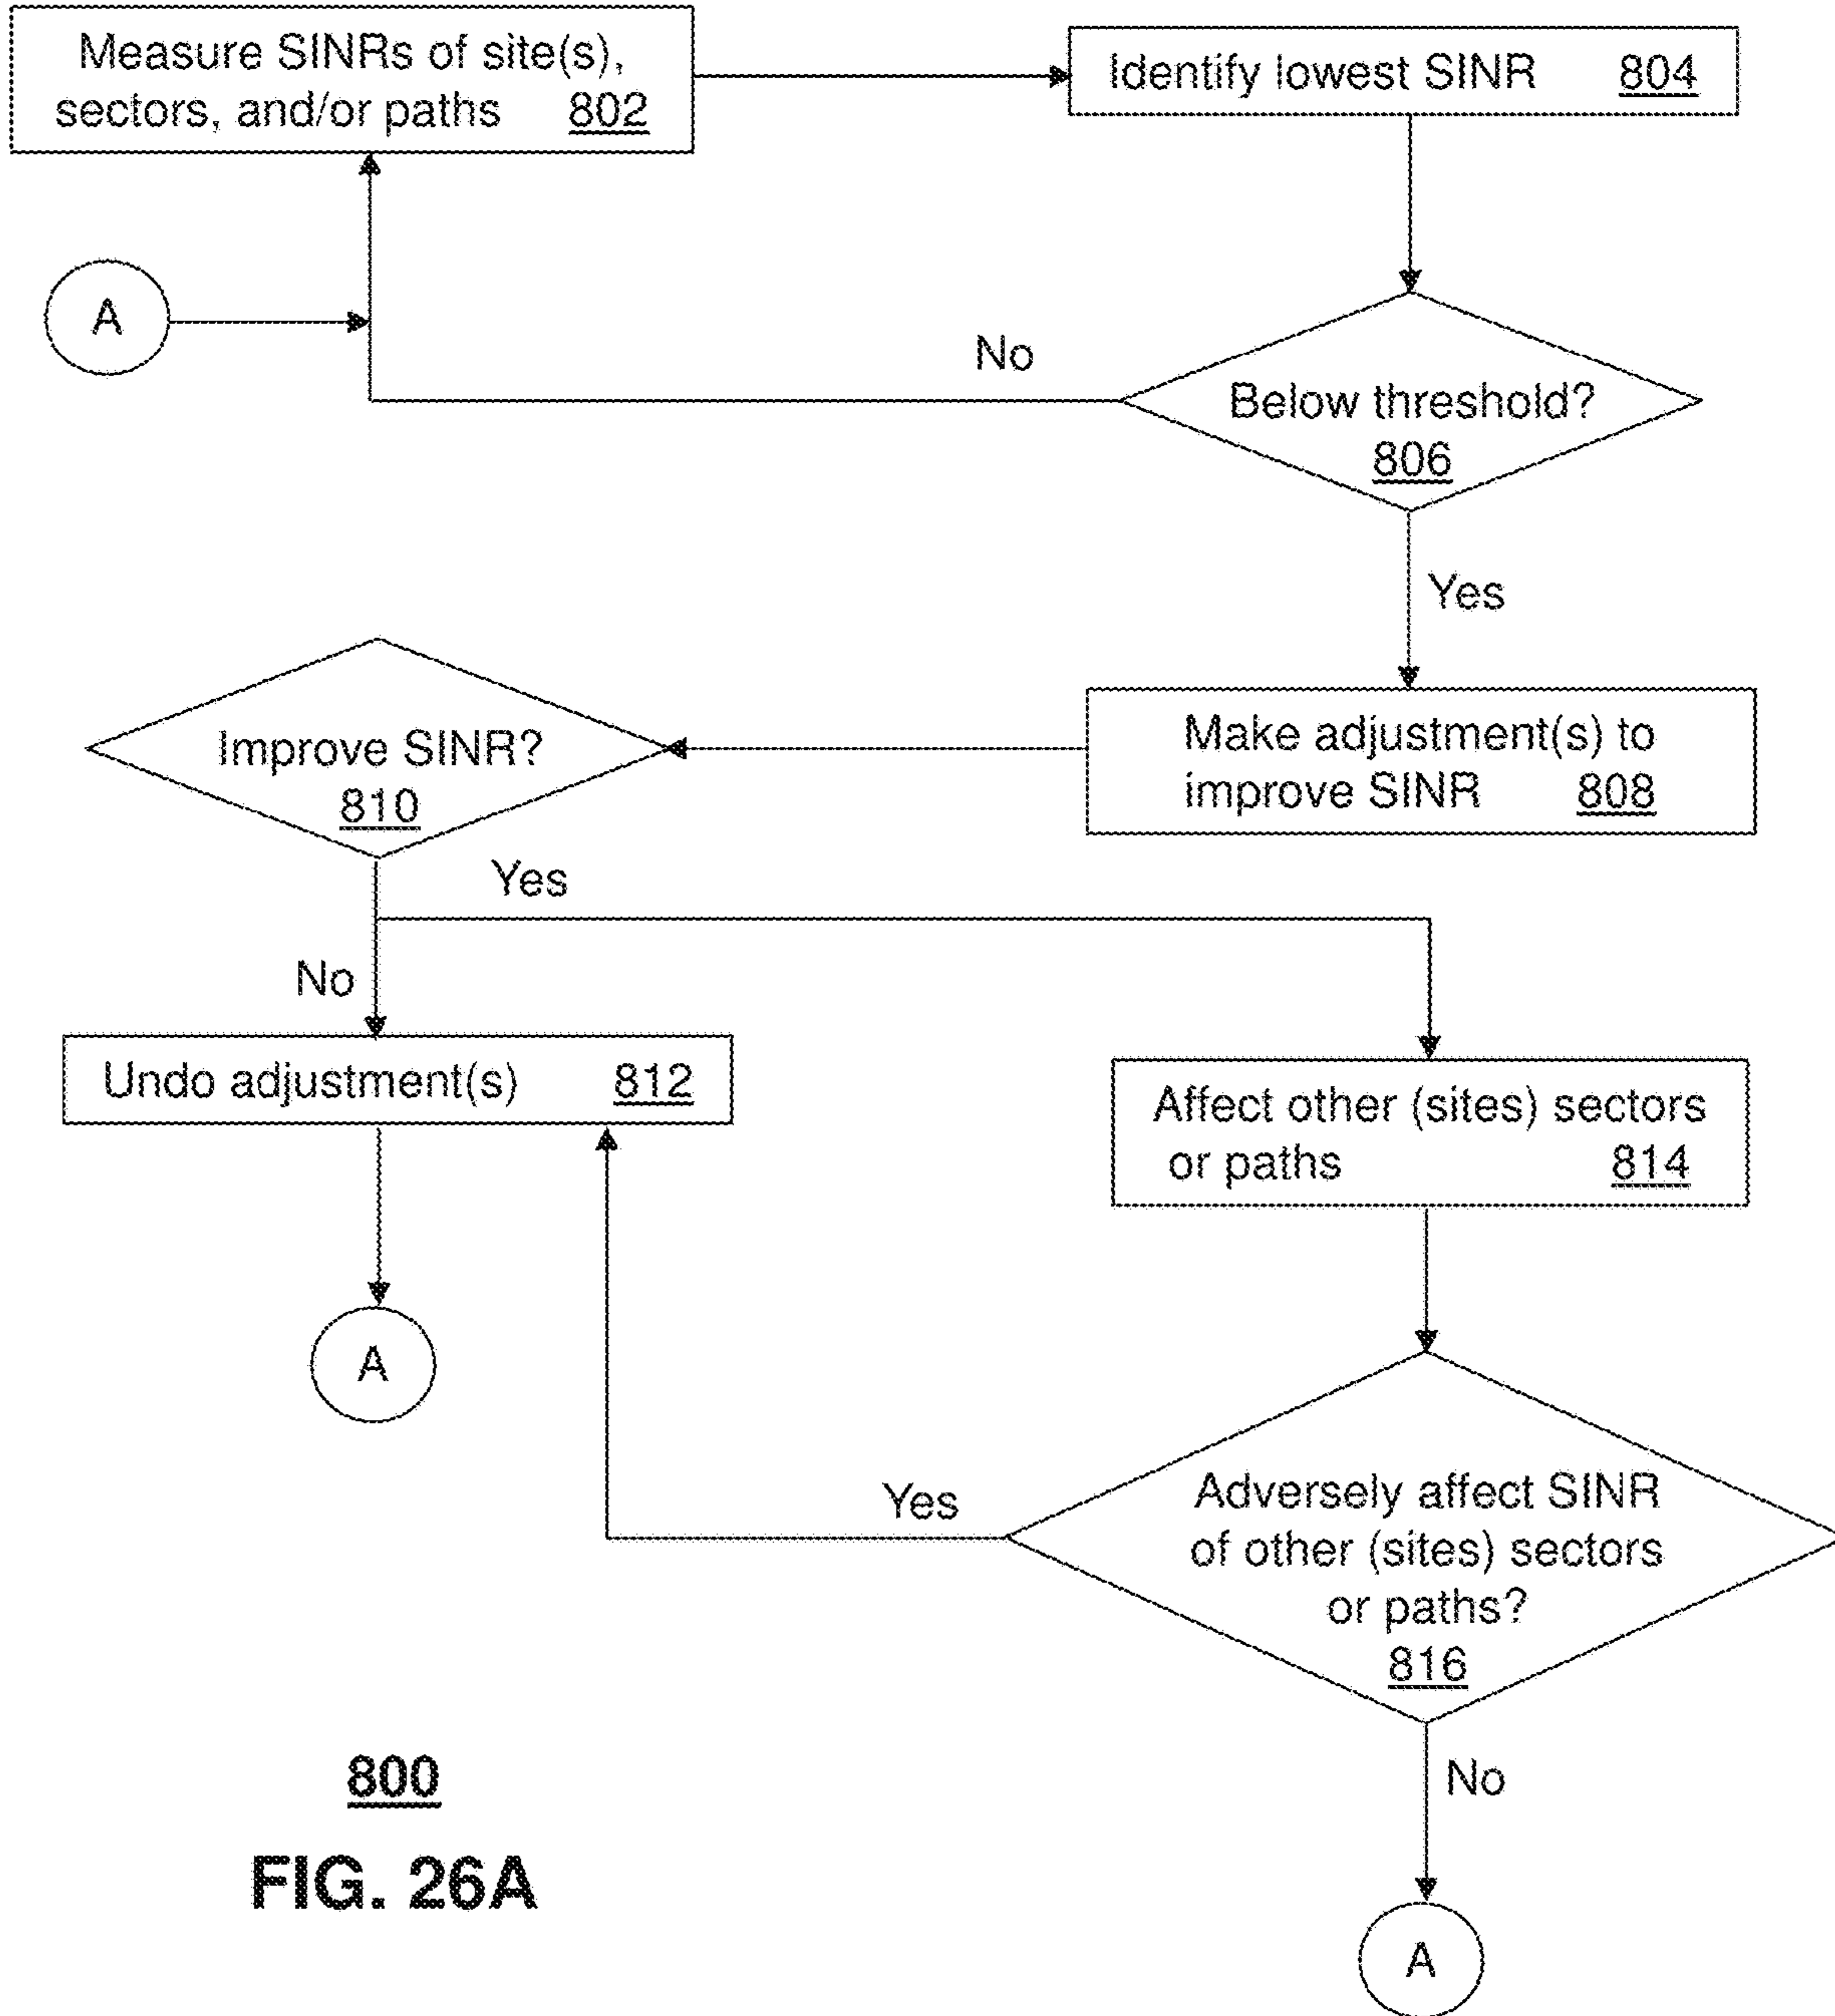 Measure SINRs of site(s),
sectors, and/or paths 802
Identify lowest SINR 804
A
No
Below threshold?
806
Yes
Improve SINR?
810
Make adjustment(s) to
improve SINR 808
Yes
No
Undo adjustment(s) 812
Affect other (sites) sectors
or paths 814
A
Yes
Adversely affect SINR
of other (sites) sectors
or paths?
816
No
800
FIG. 26A
A